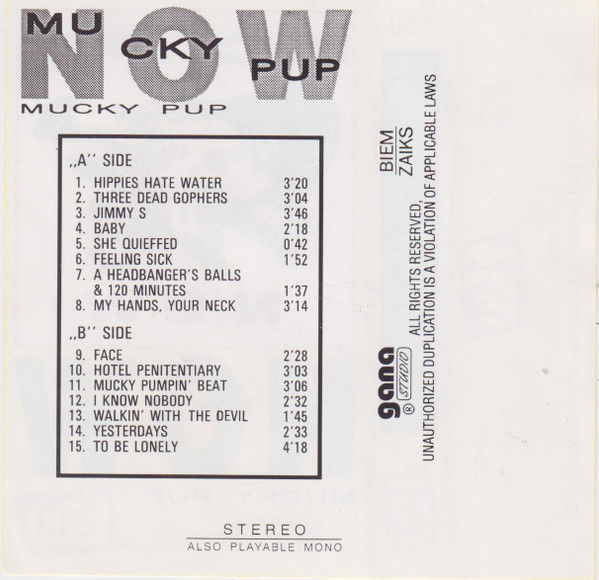 NOW
MUCKY PUP
MUCKY PUP
„A" SIDE
1. HIPPIES HATE WATER 3'20
2. THREE DEAD GOPHERS 3'04
3. JIMMY S 3'46
4. BABY 2'18
5. SHE QUIEFFED 0'42
6. FEELING SICK 1'52
7. A HEADBANGER'S BALLS
& 120 MINUTES 1'37
8. MY HANDS, YOUR NECK 3'14
„B" SIDE
9. FACE 2'28
10. HOTEL PENITENTIARY 3'03
11. MUCKY PUMPIN' BEAT 3'06
12. I KNOW NOBODY 2'32
13. WALKIN' WITH THE DEVIL 1'45
14. YESTERDAYS 2'33
15. TO BE LONELY 4'18
STEREO
ALSO PLAYABLE MONO
BIEM
ZAIKS
gana
® STUDIO
ALL RIGHTS RESERVED,
UNAUTHORIZED DUPLICATION IS A VIOLATION OF APPLICABLE LAWS